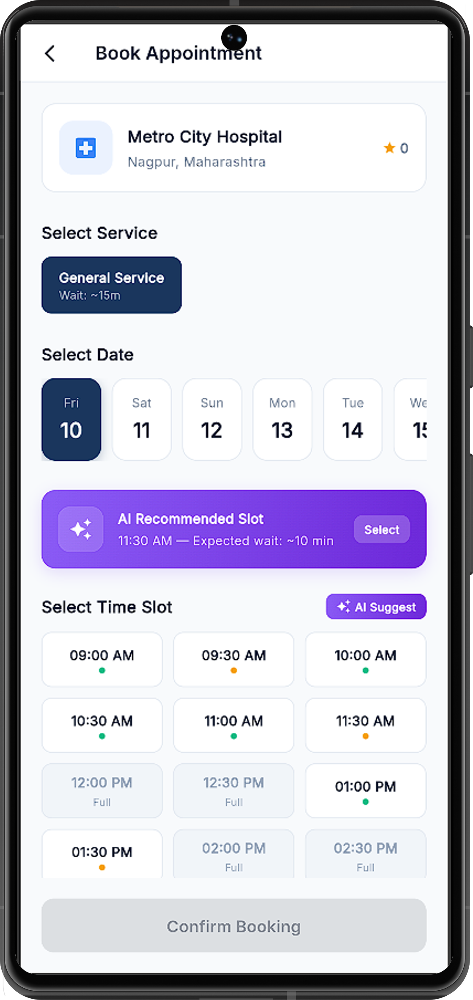 Book Appointment
Metro City Hospital
Nagpur, Maharashtra
0
Select Service
General Service
Wait: ~15m
Select Date
Fri Sat Sun Mon Tue
10 11 12 13 14
AI Recommended Slot
11:30 AM — Expected wait: ~10 min
Select
Select Time Slot
AI Suggest
09:00 AM 09:30 AM 10:00 AM
10:30 AM 11:00 AM 11:30 AM
12:00 PM 12:30 PM 01:00 PM
Full Full
01:30 PM 02:00 PM 02:30 PM
Full Full
Confirm Booking